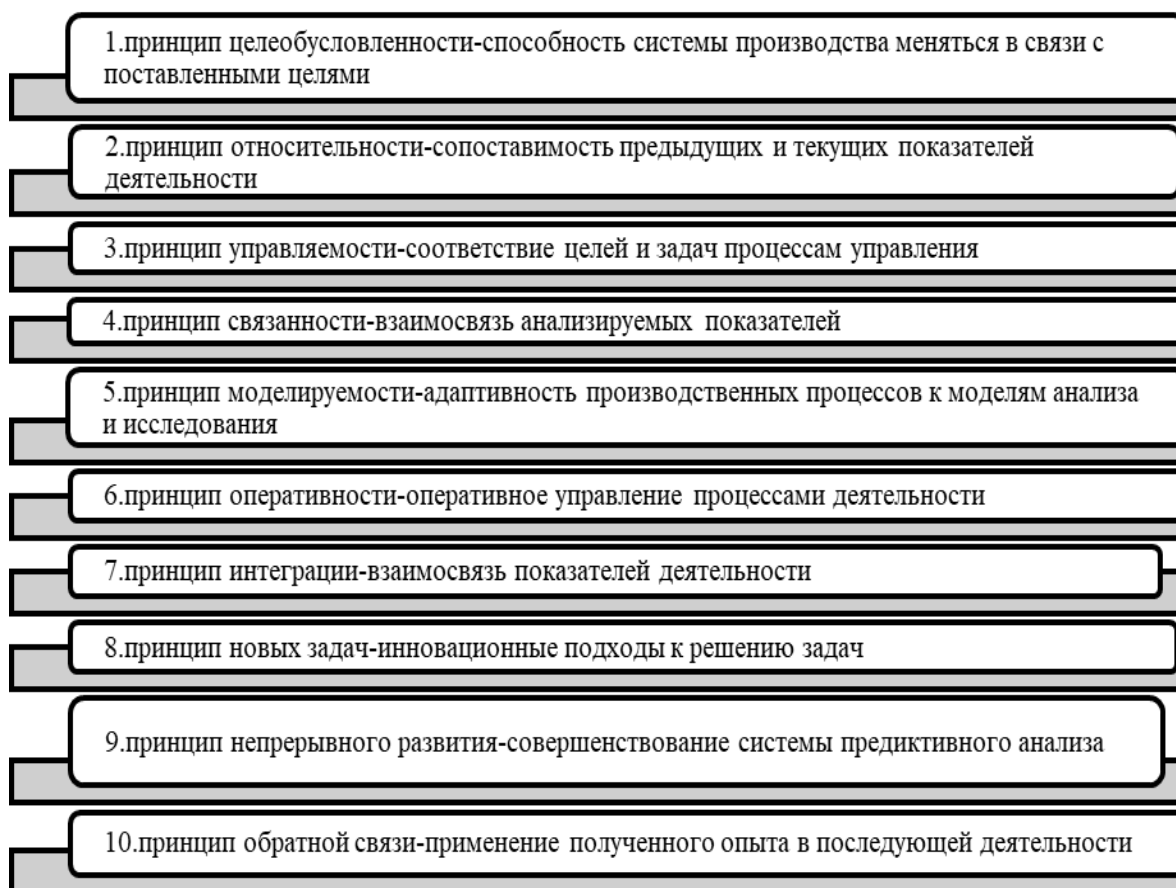 1.принцип целеобусловленности-способность системы производства меняться в связи с
поставленными целями
2.принцип относительности-сопоставимость предыдущих и текущих показателей
деятельности
3.принцип управляемости-соответствие целей и задач процессам управления
4.принцип связанности-взаимосвязь анализируемых показателей
5.принцип моделируемости-адаптивность производственных процессов к моделям анализа
и исследования
6.принцип оперативности-оперативное управление процессами деятельности
7.принцип интеграции-взаимосвязь показателей деятельности
8.принцип новых задач-инновационные подходы к решению задач
9.принцип непрерывного развития-совершенствование системы предиктивного анализа
10.принцип обратной связи-применение полученного опыта в последующей деятельности